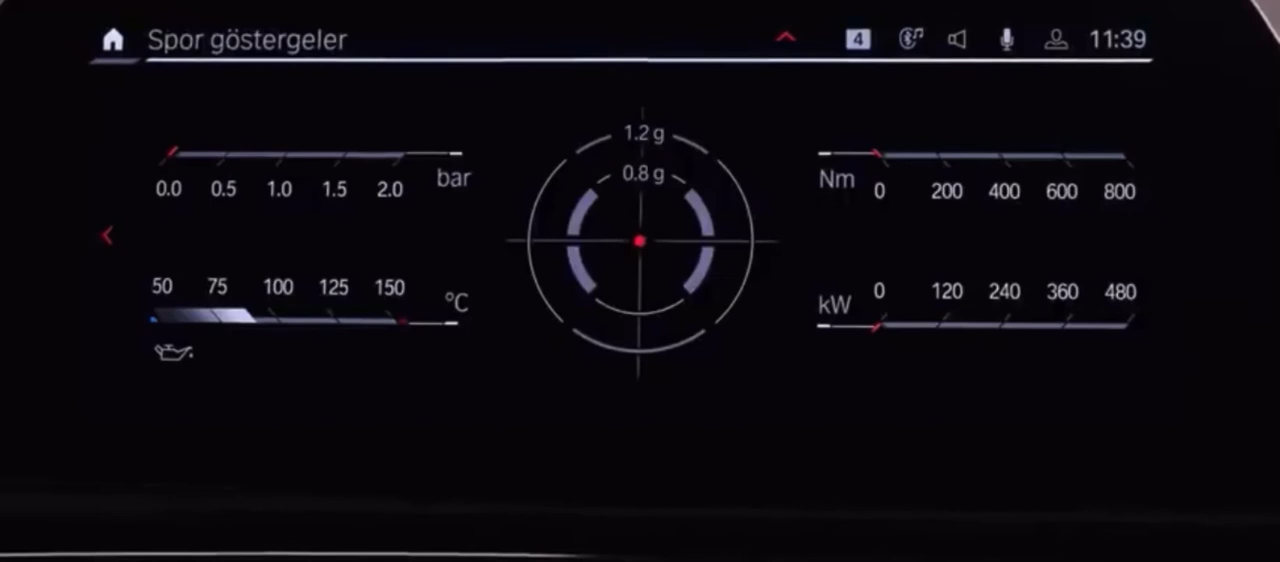 Spor göstergeler
4
11:39
0.0 0.5 1.0 1.5 2.0 bar
1.2 g
0.8 g
Nm 0 200 400 600 800
50 75 100 125 150 °C
kW 0 120 240 360 480